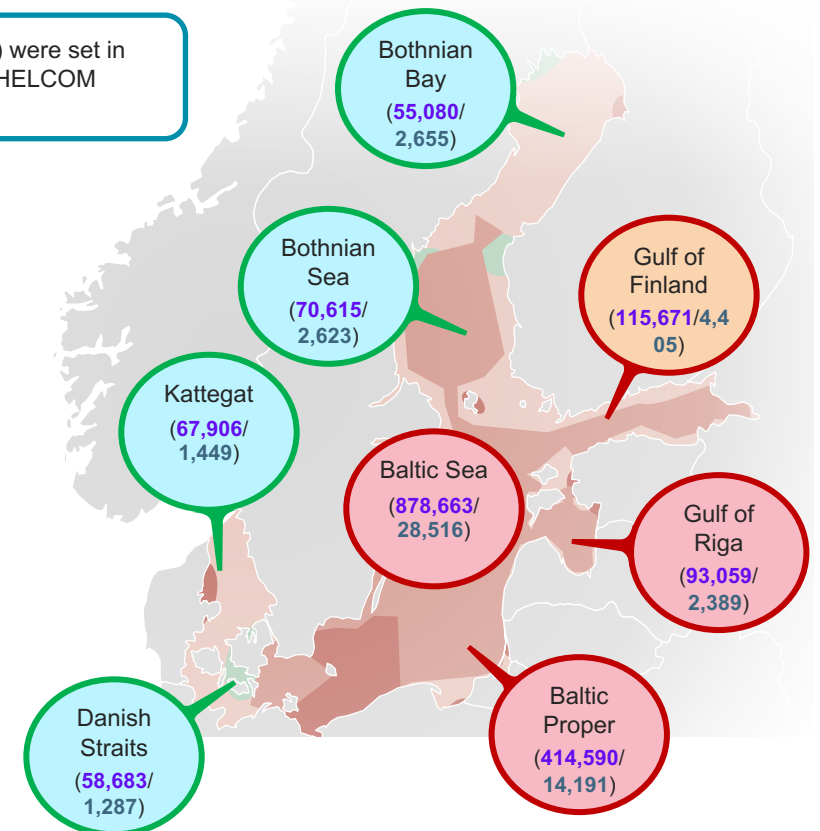 ) were set in
HELCOM
Bothnian
Bay
(55,080/
2,655)
Bothnian
Sea
(70,615/
2,623)
Gulf of
Finland
(115,671/4,4
05)
Kattegat
(67,906/
1,449)
Baltic Sea
(878,663/
28,516)
Gulf of
Riga
(93,059/
2,389)
Danish
Straits
(58,683/
1,287)
Baltic
Proper
(414,590/
14,191)